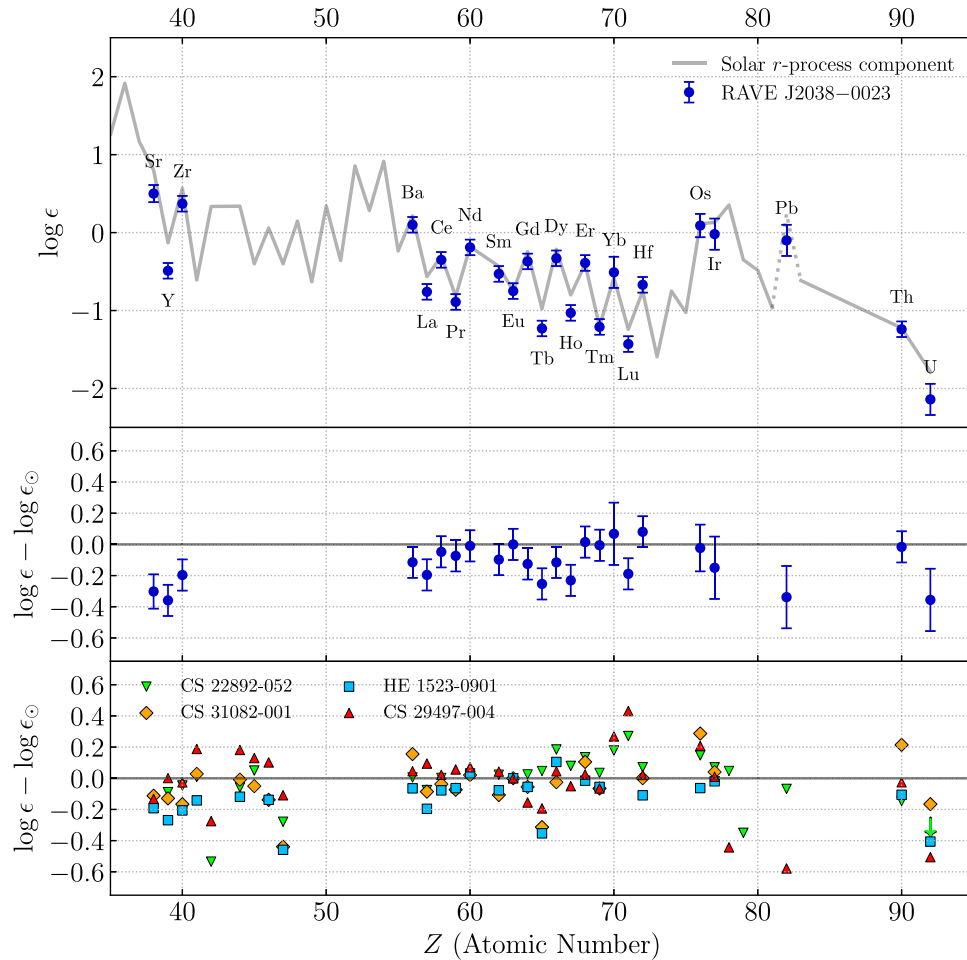 40 50 60 70 80 90
2
1
0
−1
−2
log ϵ
Solar r-process component
RAVE J2038−0023
Sr
Y
Zr
Ba
La
Ce
Pr
Nd
Sm
Eu
Gd
Tb
Dy
Ho
Er
Tm
Yb
Lu
Hf
Os
Ir
Pb
Th
U
0.6
0.4
0.2
0.0
−0.2
−0.4
−0.6
log ϵ − log ϵ⊙
0.6
0.4
0.2
0.0
−0.2
−0.4
−0.6
log ϵ − log ϵ⊙
CS 22892-052 HE 1523-0901
CS 31082-001 CS 29497-004
40 50 60 70 80 90
Z (Atomic Number)